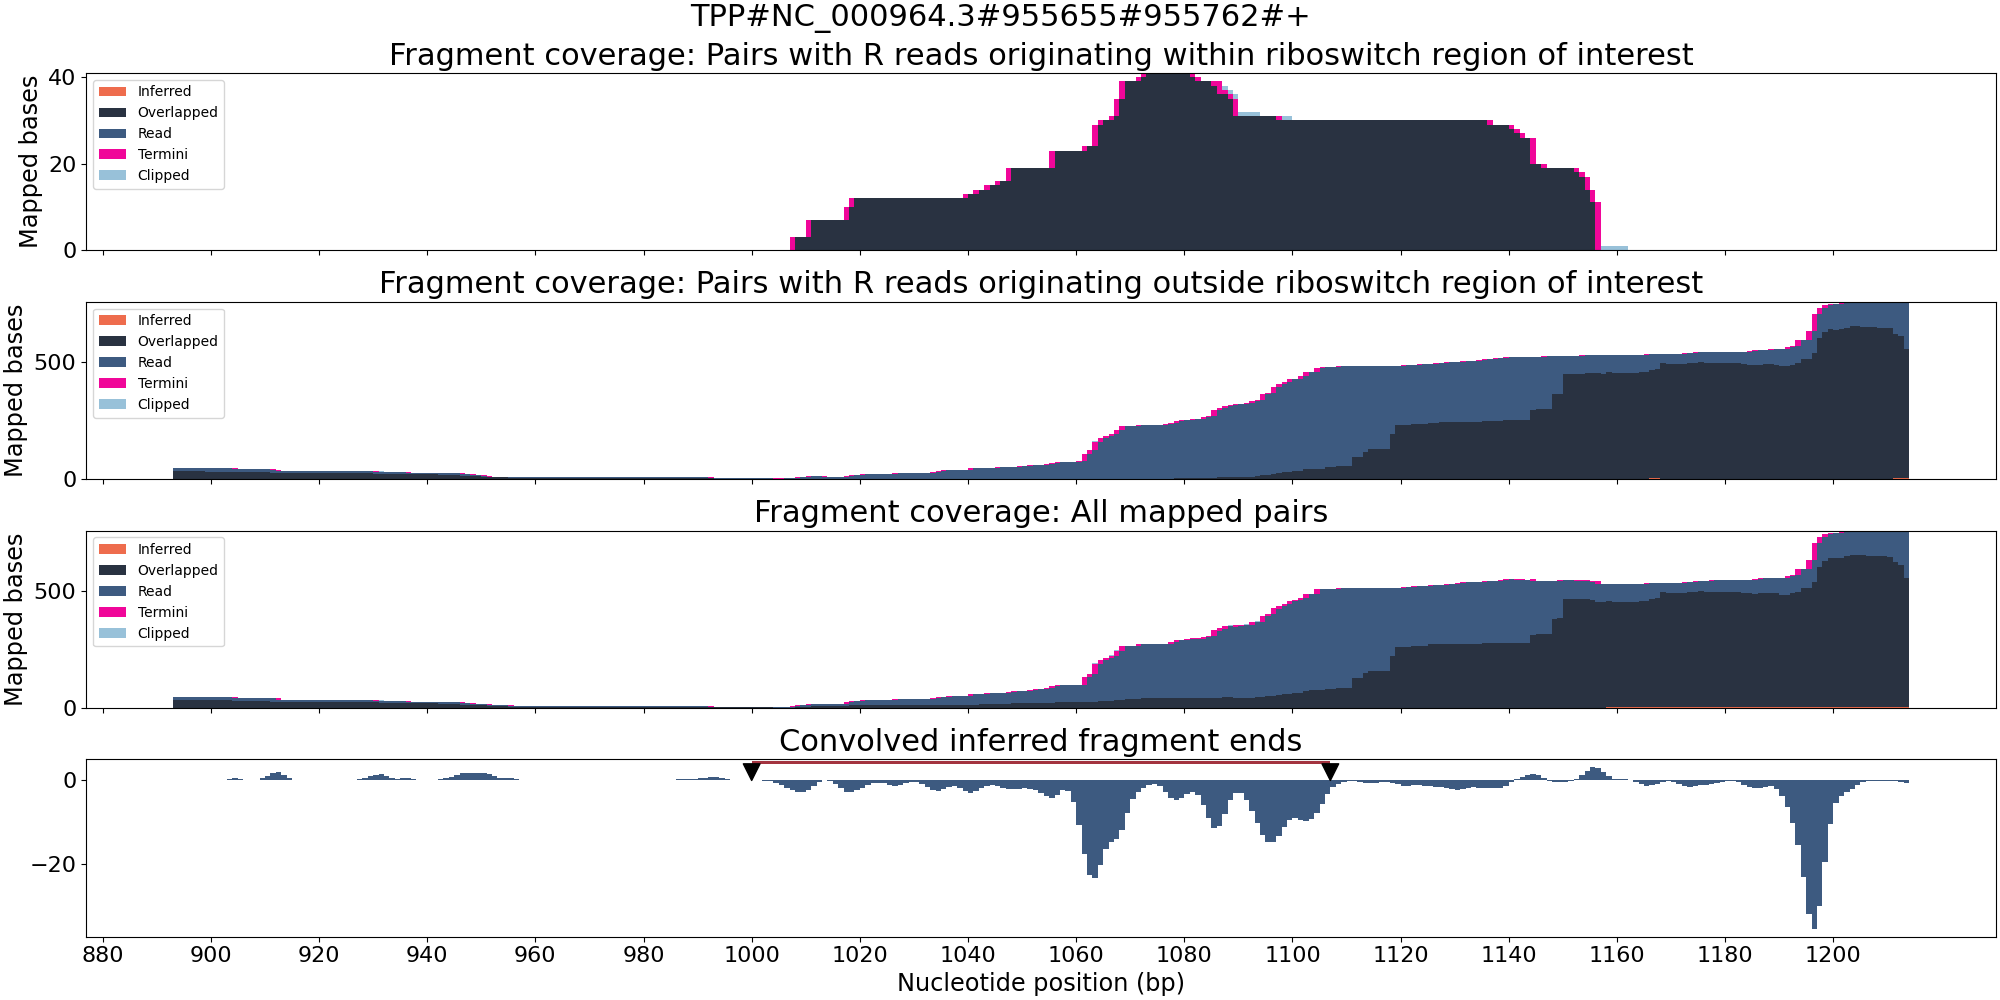 TPP#NC_000964.3#955655#955762#+
Fragment coverage: Pairs with R reads originating within riboswitch region of interest
Mapped bases
40
20
0
Inferred
Overlapped
Read
Termini
Clipped
Fragment coverage: Pairs with R reads originating outside riboswitch region of interest
Mapped bases
500
0
Inferred
Overlapped
Read
Termini
Clipped
Fragment coverage: All mapped pairs
Mapped bases
500
0
Inferred
Overlapped
Read
Termini
Clipped
Convolved inferred fragment ends
0
−20
880 900 920 940 960 980 1000 1020 1040 1060 1080 1100 1120 1140 1160 1180 1200
Nucleotide position (bp)